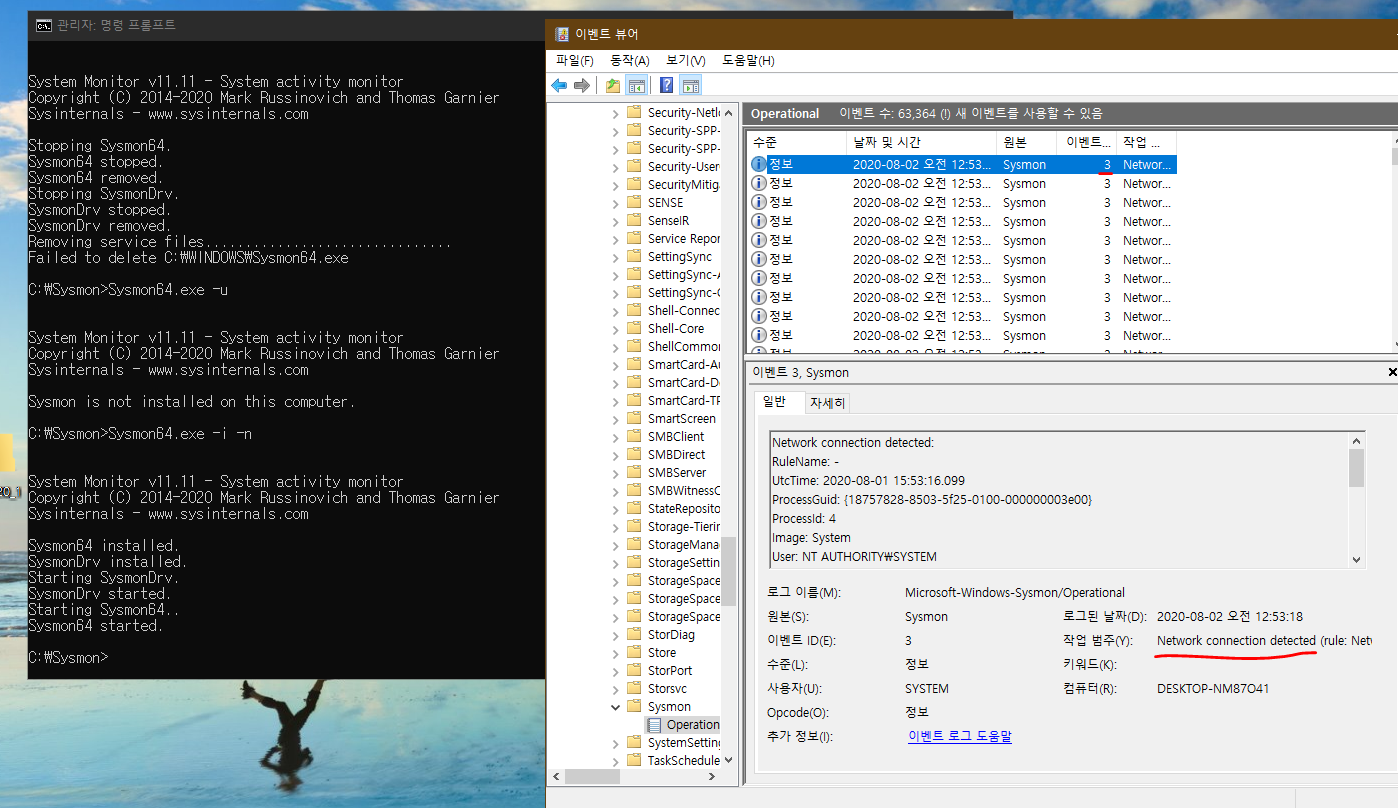 관리자: 명령 프롬프트
System Monitor v11.11 - System activity monitor
Copyright (C) 2014-2020 Mark Russinovich and Thomas Garnier
Sysinternals - www.sysinternals.com
Stopping Sysmon64.
Sysmon64 stopped.
Sysmon64 removed.
Stopping SysmonDrv.
SysmonDrv stopped.
SysmonDrv removed.
Removing service files...............................
Failed to delete C:₩WINDOWS₩Sysmon64.exe
C:₩Sysmon>Sysmon64.exe -u
System Monitor v11.11 - System activity monitor
Copyright (C) 2014-2020 Mark Russinovich and Thomas Garnier
Sysinternals - www.sysinternals.com
Sysmon is not installed on this computer.
C:₩Sysmon>Sysmon64.exe -i -n
System Monitor v11.11 - System activity monitor
Copyright (C) 2014-2020 Mark Russinovich and Thomas Garnier
Sysinternals - www.sysinternals.com
Sysmon64 installed.
SysmonDrv installed.
Starting SysmonDrv.
SysmonDrv started.
Starting Sysmon64..
Sysmon64 started.
C:₩Sysmon>
이벤트 뷰어
파일(F) 동작(A) 보기(V) 도움말(H)
Security-Netlo
Security-SPP-
Security-SPP-
Security-User
SecurityMitiga
SENSE
SenseIR
Service Repor
SettingSync
SettingSync-A
SettingSync-O
Shell-Connec
Shell-Core
ShellCommon
SmartCard-Au
SmartCard-De
SmartCard-TP
SmartScreen
SMBClient
SMBDirect
SMBServer
SMBWitnessC
StateReposito
Storage-Tierin
StorageMana
StorageSettin
StorageSpace
StorageSpace
StorageSpace
StorDiag
Store
StorPort
Storsvc
Sysmon
Operation
SystemSetting
TaskSchedule
Operational 이벤트 수: 63,364 (!) 새 이벤트를 사용할 수 있음
수준 날짜 및 시간 원본 이벤트... 작업 ...
정보 2020-08-02 오전 12:53... Sysmon 3 Networ...
정보 2020-08-02 오전 12:53... Sysmon 3 Networ...
정보 2020-08-02 오전 12:53... Sysmon 3 Networ...
정보 2020-08-02 오전 12:53... Sysmon 3 Networ...
정보 2020-08-02 오전 12:53... Sysmon 3 Networ...
정보 2020-08-02 오전 12:53... Sysmon 3 Networ...
정보 2020-08-02 오전 12:53... Sysmon 3 Networ...
정보 2020-08-02 오전 12:53... Sysmon 3 Networ...
정보 2020-08-02 오전 12:53... Sysmon 3 Networ...
정보 2020-08-02 오전 12:53... Sysmon 3 Networ...
이벤트 3, Sysmon
일반 자세히
Network connection detected:
RuleName: -
UtcTime: 2020-08-01 15:53:16.099
ProcessGuid: {18757828-8503-5f25-0100-000000003e00}
ProcessId: 4
Image: System
User: NT AUTHORITY₩SYSTEM
로그 이름(M): Microsoft-Windows-Sysmon/Operational
원본(S): Sysmon 로그된 날짜(D): 2020-08-02 오전 12:53:18
이벤트 ID(E): 3 작업 범주(Y): Network connection detected (rule: Net
수준(L): 정보 키워드(K):
사용자(U): SYSTEM 컴퓨터(R): DESKTOP-NM87O41
Opcode(O): 정보
추가 정보(I): 이벤트 로그 도움말